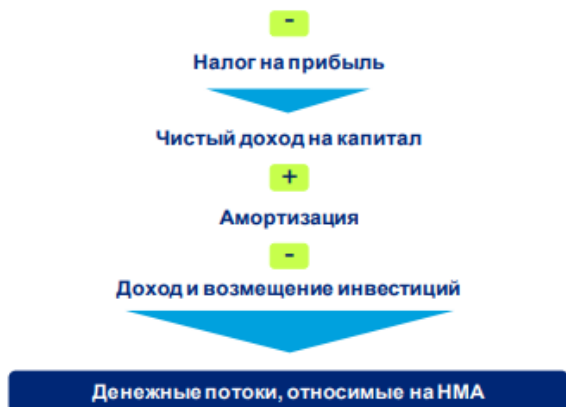 -
Налог на прибыль
Чистый доход на капитал
+
Амортизация
-
Доход и возмещение инвестиций
Денежные потоки, относимые на НМА